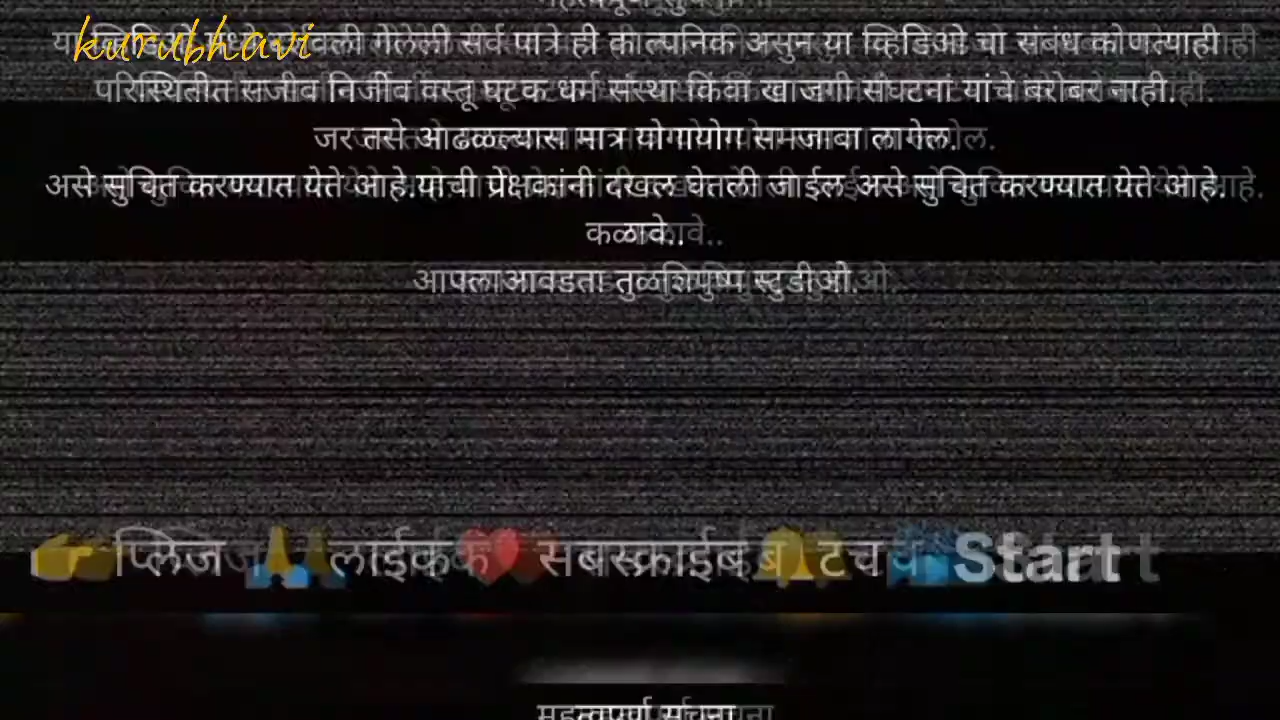 kurubhavi
या व्हिडिओ मध्ये दाखवली गेलेली सर्व पात्रे ही काल्पनिक असुन या व्हिडिओ चा संबंध कोणत्याही
परिस्थितीत सजीव निर्जीव वस्तू घटक धर्म संस्था किंवा खाजगी संघटना यांचे बरोबर नाही.
जर तसे आढळल्यास मात्र योगायोग समजावा लागेल.
असे सुचित करण्यात येते आहे.याची प्रेक्षकांनी दखल घेतली जाईल असे सुचित करण्यात येते आहे.
कळावे..
आपलाआवडता तुळशिपुष्प स्टुडीओ.
👉प्लिज 🙏लाईक❤️सबस्क्राईब🔔टच Start
महत्वपूर्ण सुचना